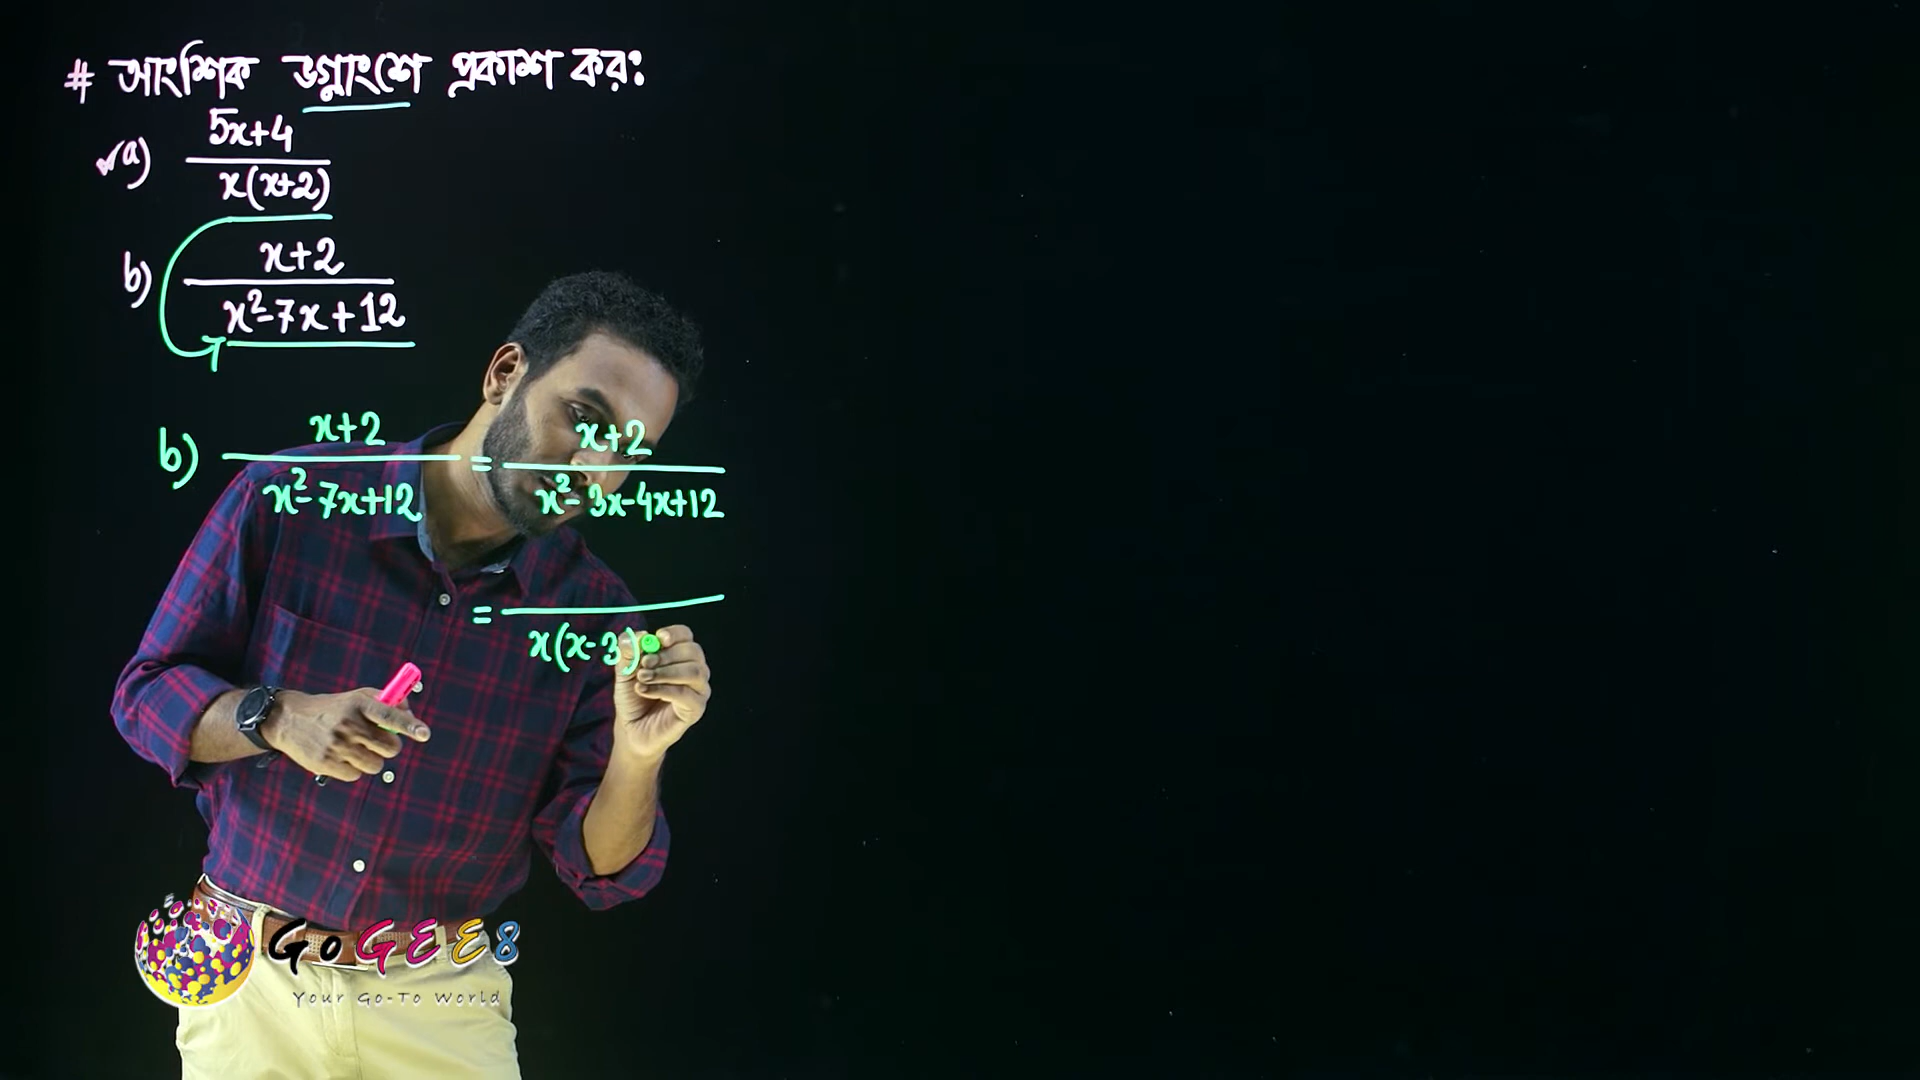 # আংশিক ভগ্নাংশে প্রকাশ কর:
a) 5x+4
x(x+2)
b) x+2
x²-7x+12
b) x+2 = x+2
x²-7x+12 x²-3x-4x+12
=
x(x-3)
GoGEE8
Your Go-To World